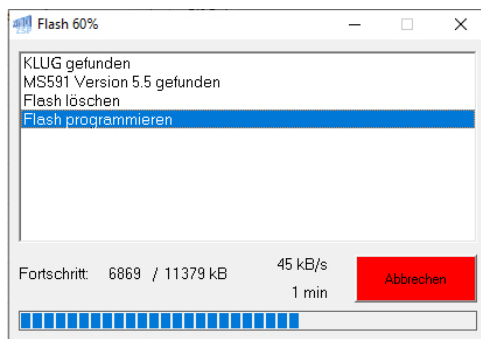 Flash 60%
KLUG gefunden
MS591 Version 5.5 gefunden
Flash löschen
Flash programmieren
Fortschritt: 6869 / 11379 kB 45 kB/s
1 min
Abbrechen